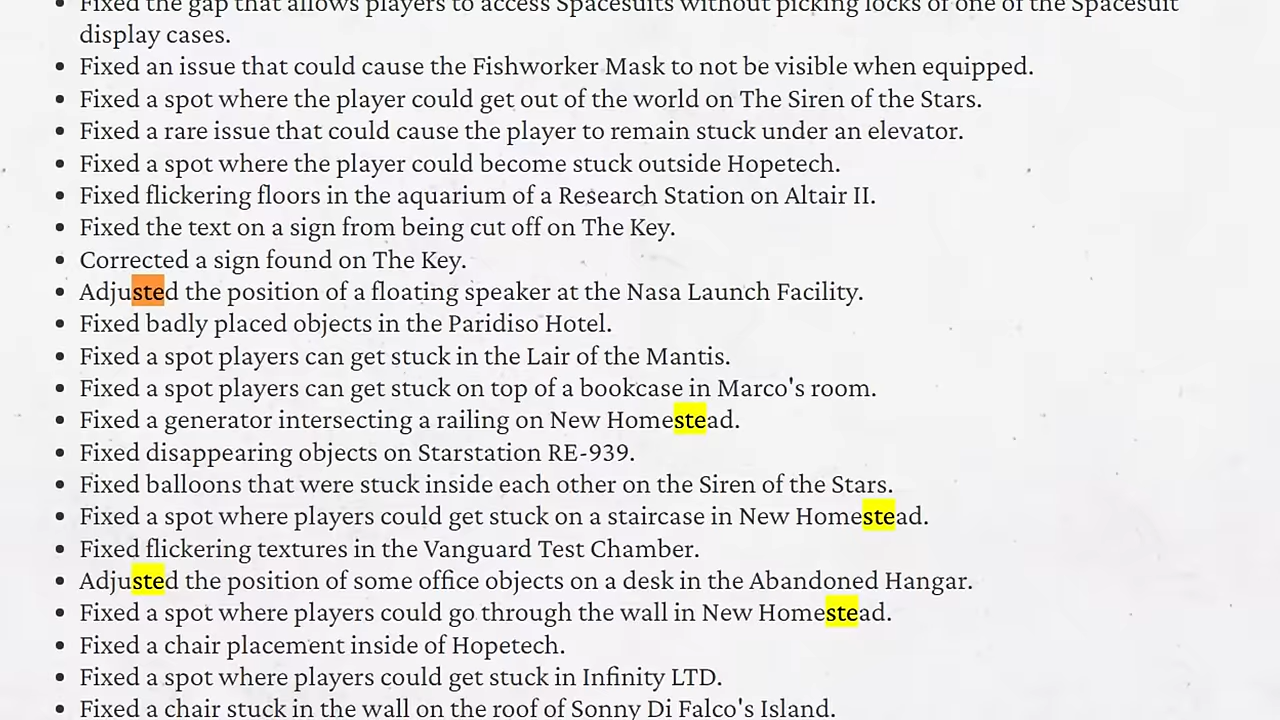 Fixed the gap that allows players to access Spacesuits without picking locks of one of the Spacesuit
display cases.
Fixed an issue that could cause the Fishworker Mask to not be visible when equipped.
Fixed a spot where the player could get out of the world on The Siren of the Stars.
Fixed a rare issue that could cause the player to remain stuck under an elevator.
Fixed a spot where the player could become stuck outside Hopetech.
Fixed flickering floors in the aquarium of a Research Station on Altair II.
Fixed the text on a sign from being cut off on The Key.
Corrected a sign found on The Key.
Adjusted the position of a floating speaker at the Nasa Launch Facility.
Fixed badly placed objects in the Paridiso Hotel.
Fixed a spot players can get stuck in the Lair of the Mantis.
Fixed a spot players can get stuck on top of a bookcase in Marco's room.
Fixed a generator intersecting a railing on New Homestead.
Fixed disappearing objects on Starstation RE-939.
Fixed balloons that were stuck inside each other on the Siren of the Stars.
Fixed a spot where players could get stuck on a staircase in New Homestead.
Fixed flickering textures in the Vanguard Test Chamber.
Adjusted the position of some office objects on a desk in the Abandoned Hangar.
Fixed a spot where players could go through the wall in New Homestead.
Fixed a chair placement inside of Hopetech.
Fixed a spot where players could get stuck in Infinity LTD.
Fixed a chair stuck in the wall on the roof of Sonny Di Falco's Island.